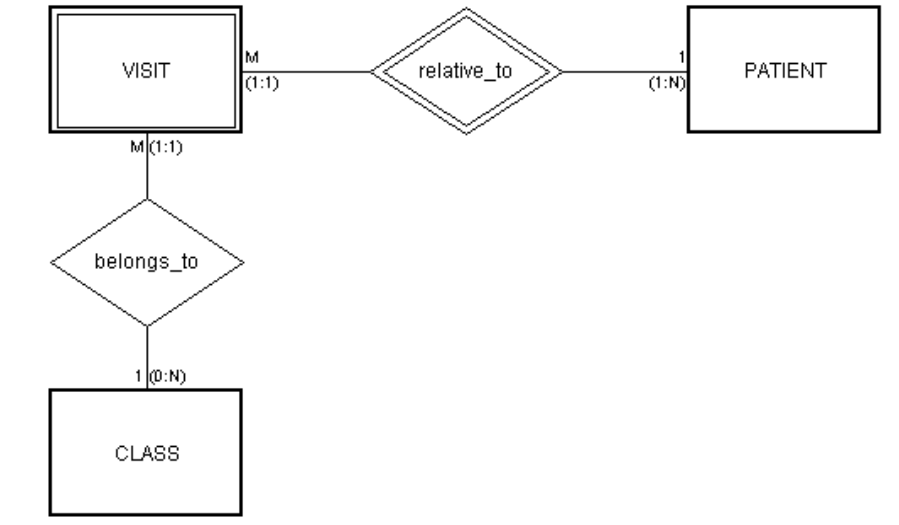 VISIT
M
(1:1)
relative_to
1
(1:N)
PATIENT
M (1:1)
belongs_to
1 (0:N)
CLASS